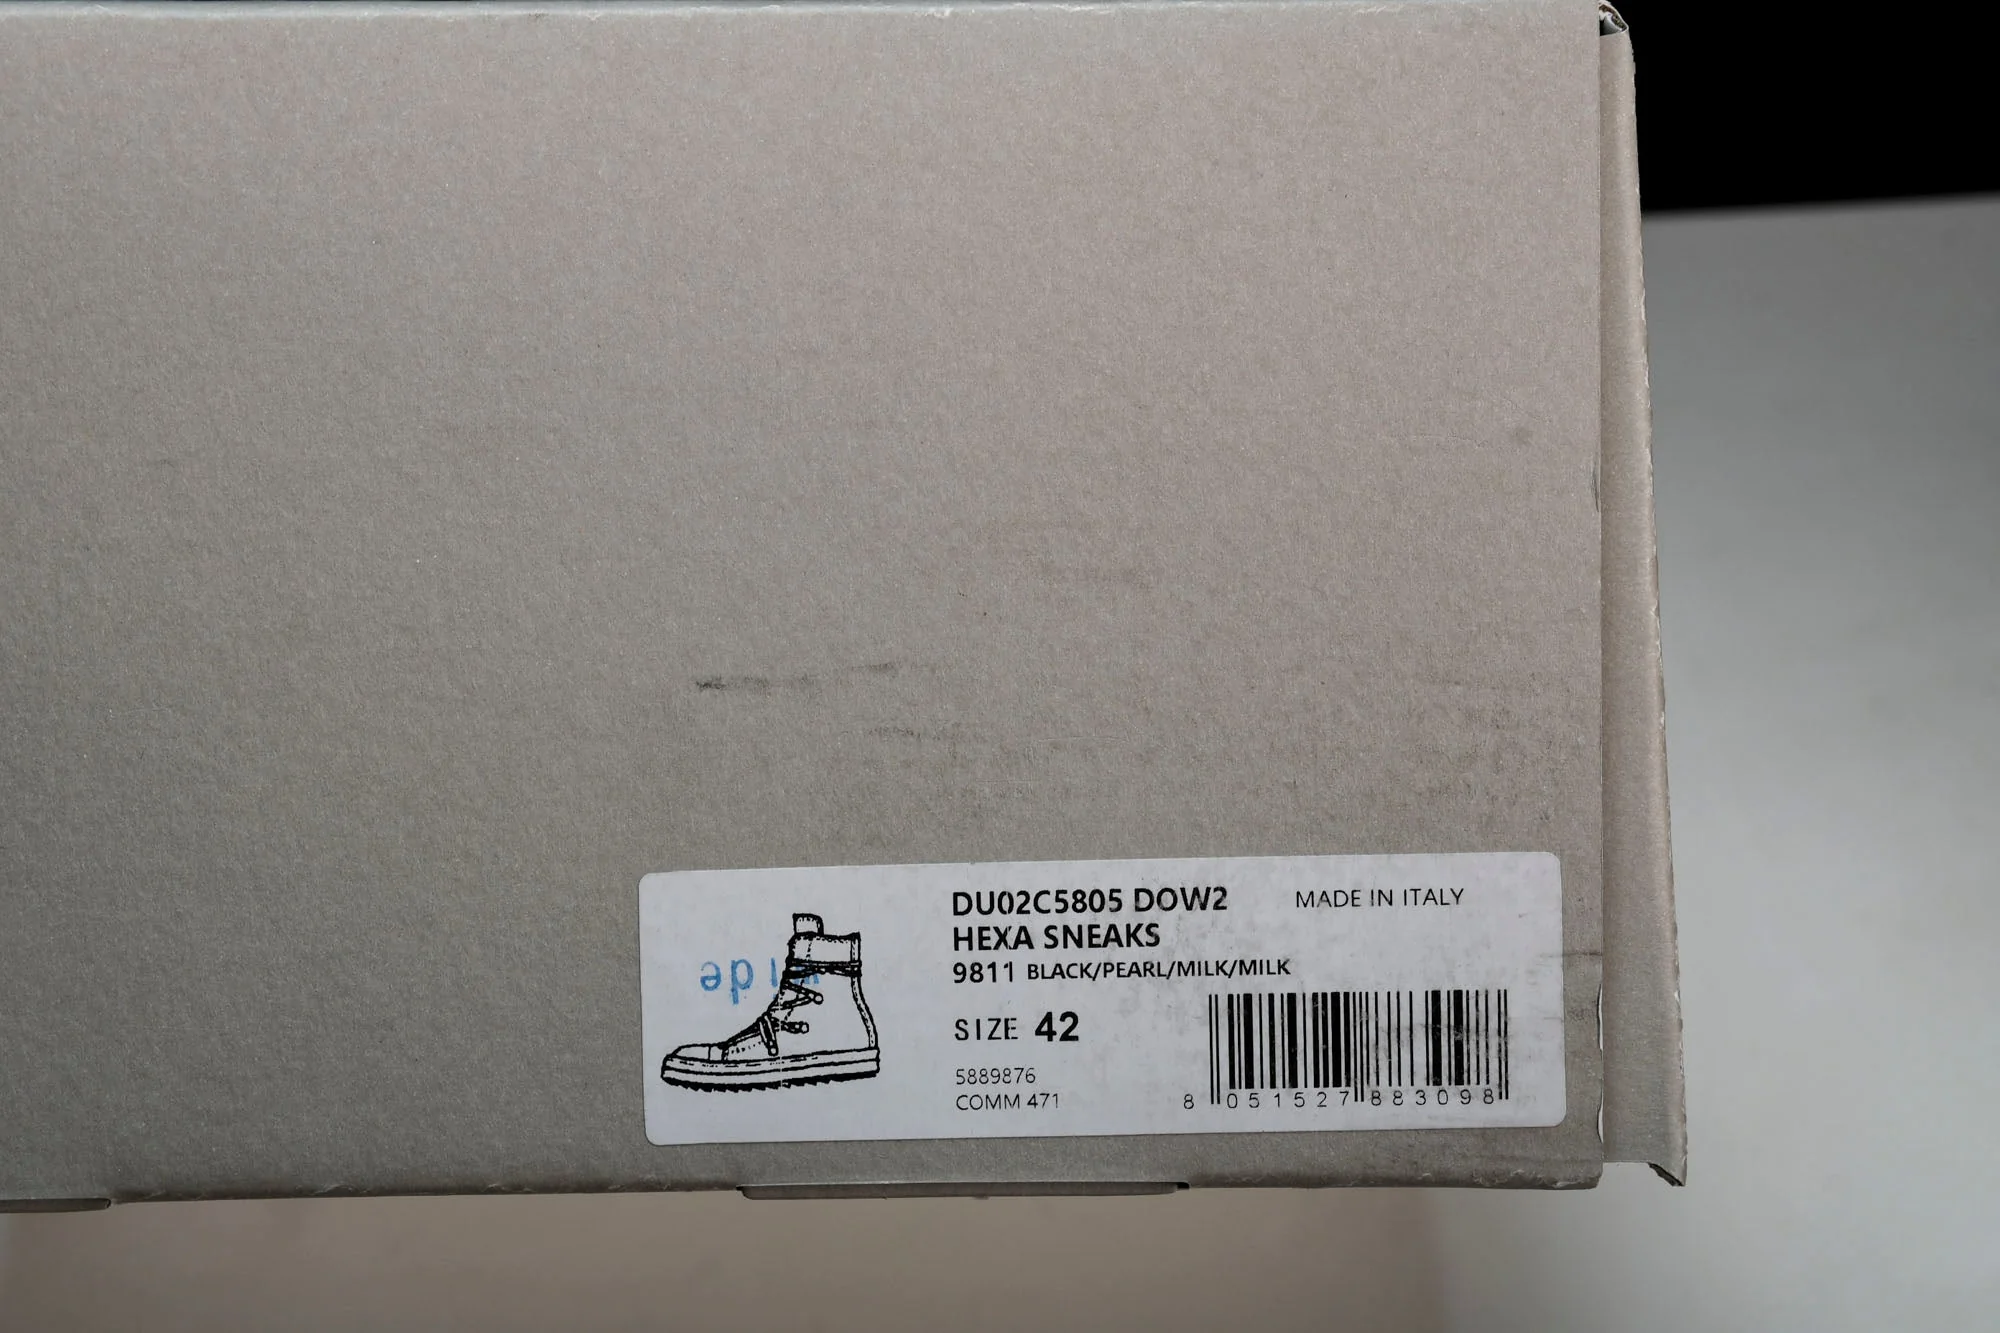 DU02C5805 DOW2
MADE IN ITALY
HEXA SNEAKS
9811 BLACK/PEARL/MILK/MILK
SIZE 42
5889876
COMM 471
8 051527 883098